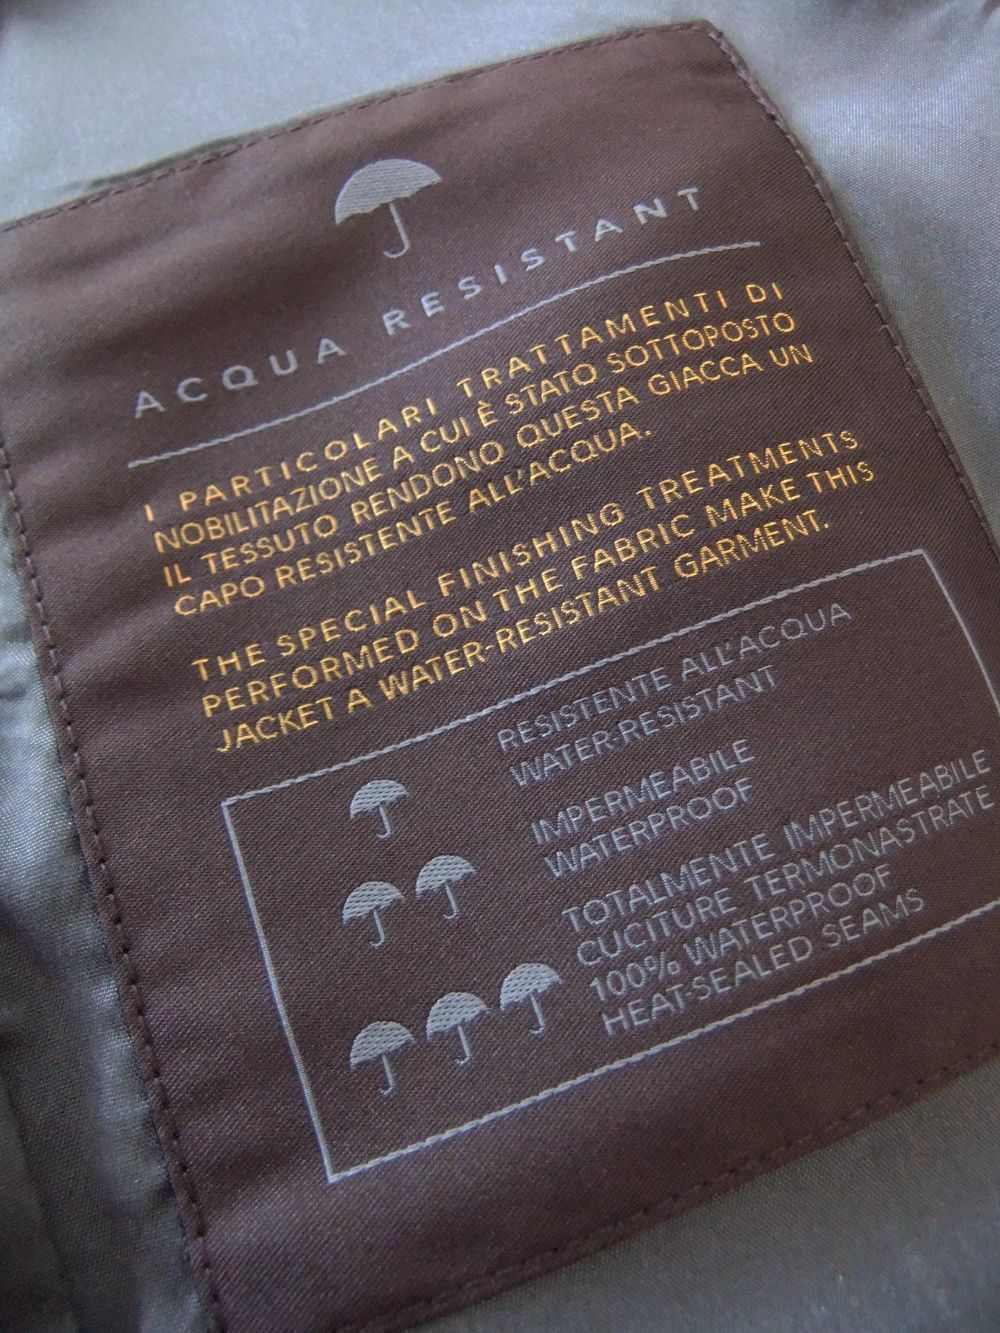 ACQUA RESISTANT
I PARTICOLARI TRATTAMENTI DI
NOBILITAZIONE A CUI È STATO SOTTOPOSTO
IL TESSUTO RENDONO QUESTA GIACCA UN
CAPO RESISTENTE ALL'ACQUA.
THE SPECIAL FINISHING TREATMENTS
PERFORMED ON THE FABRIC MAKE THIS
JACKET A WATER-RESISTANT GARMENT.
RESISTENTE ALL'ACQUA
WATER-RESISTANT
IMPERMEABILE
WATERPROOF
TOTALMENTE IMPERMEABILE
CUCITURE TERMONASTRATE
100% WATERPROOF
HEAT-SEALED SEAMS